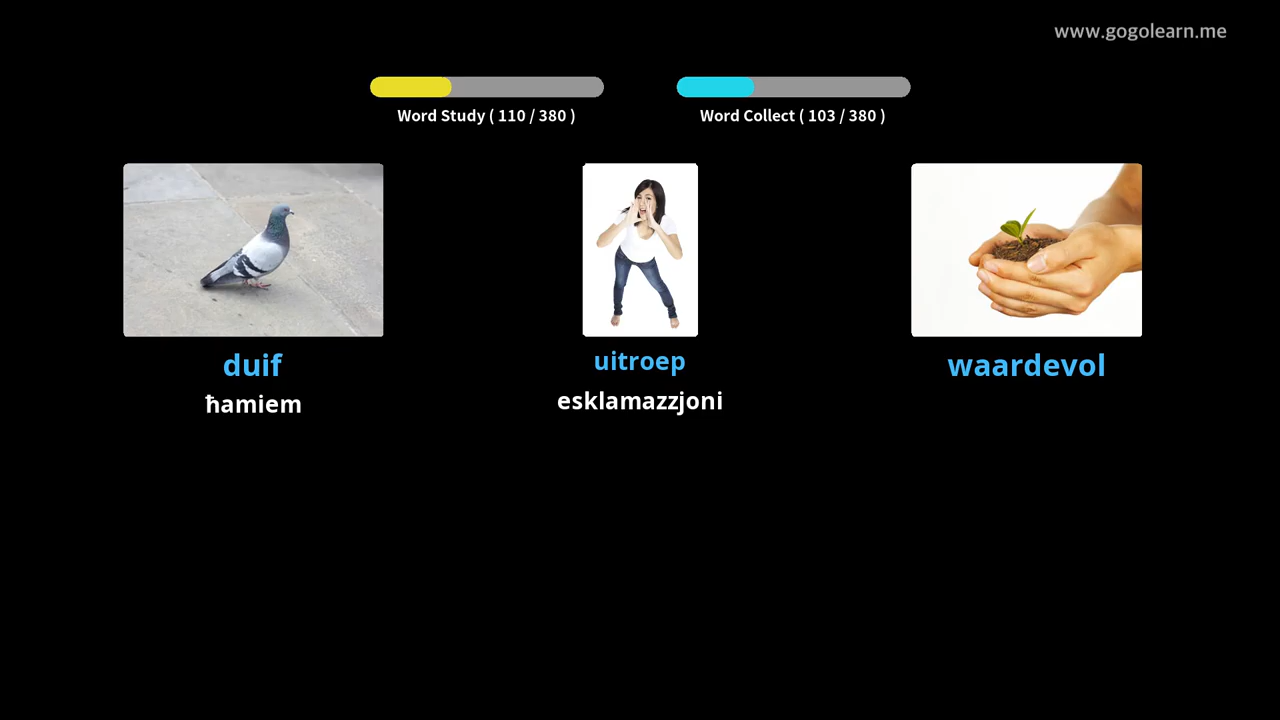 www.gogolearn.me
Word Study ( 110 / 380 )
Word Collect ( 103 / 380 )
duif
uitroep
waardevol
ħamiem
esklamazzjoni